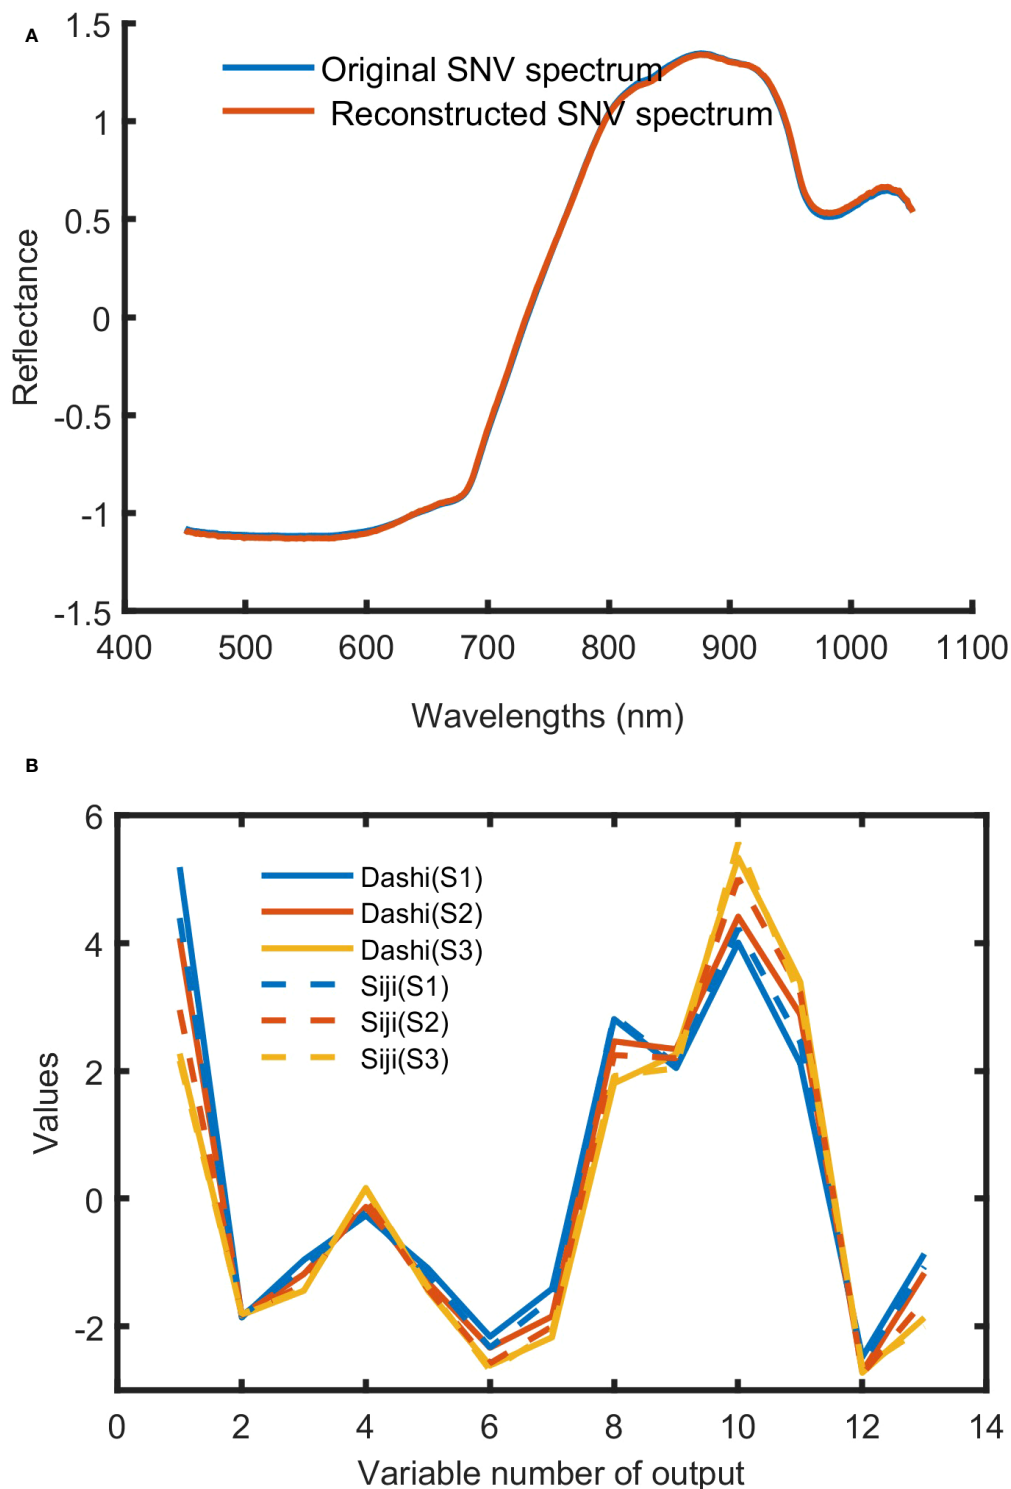 A
1.5
Original SNV spectrum
Reconstructed SNV spectrum
1
0.5
0
-0.5
-1
-1.5
Reflectance
400 500 600 700 800 900 1000 1100
Wavelengths (nm)
B
6
Dashi(S1)
Dashi(S2)
4
Dashi(S3)
Siji(S1)
Siji(S2)
Siji(S3)
2
0
-2
Values
0 2 4 6 8 10 12 14
Variable number of output